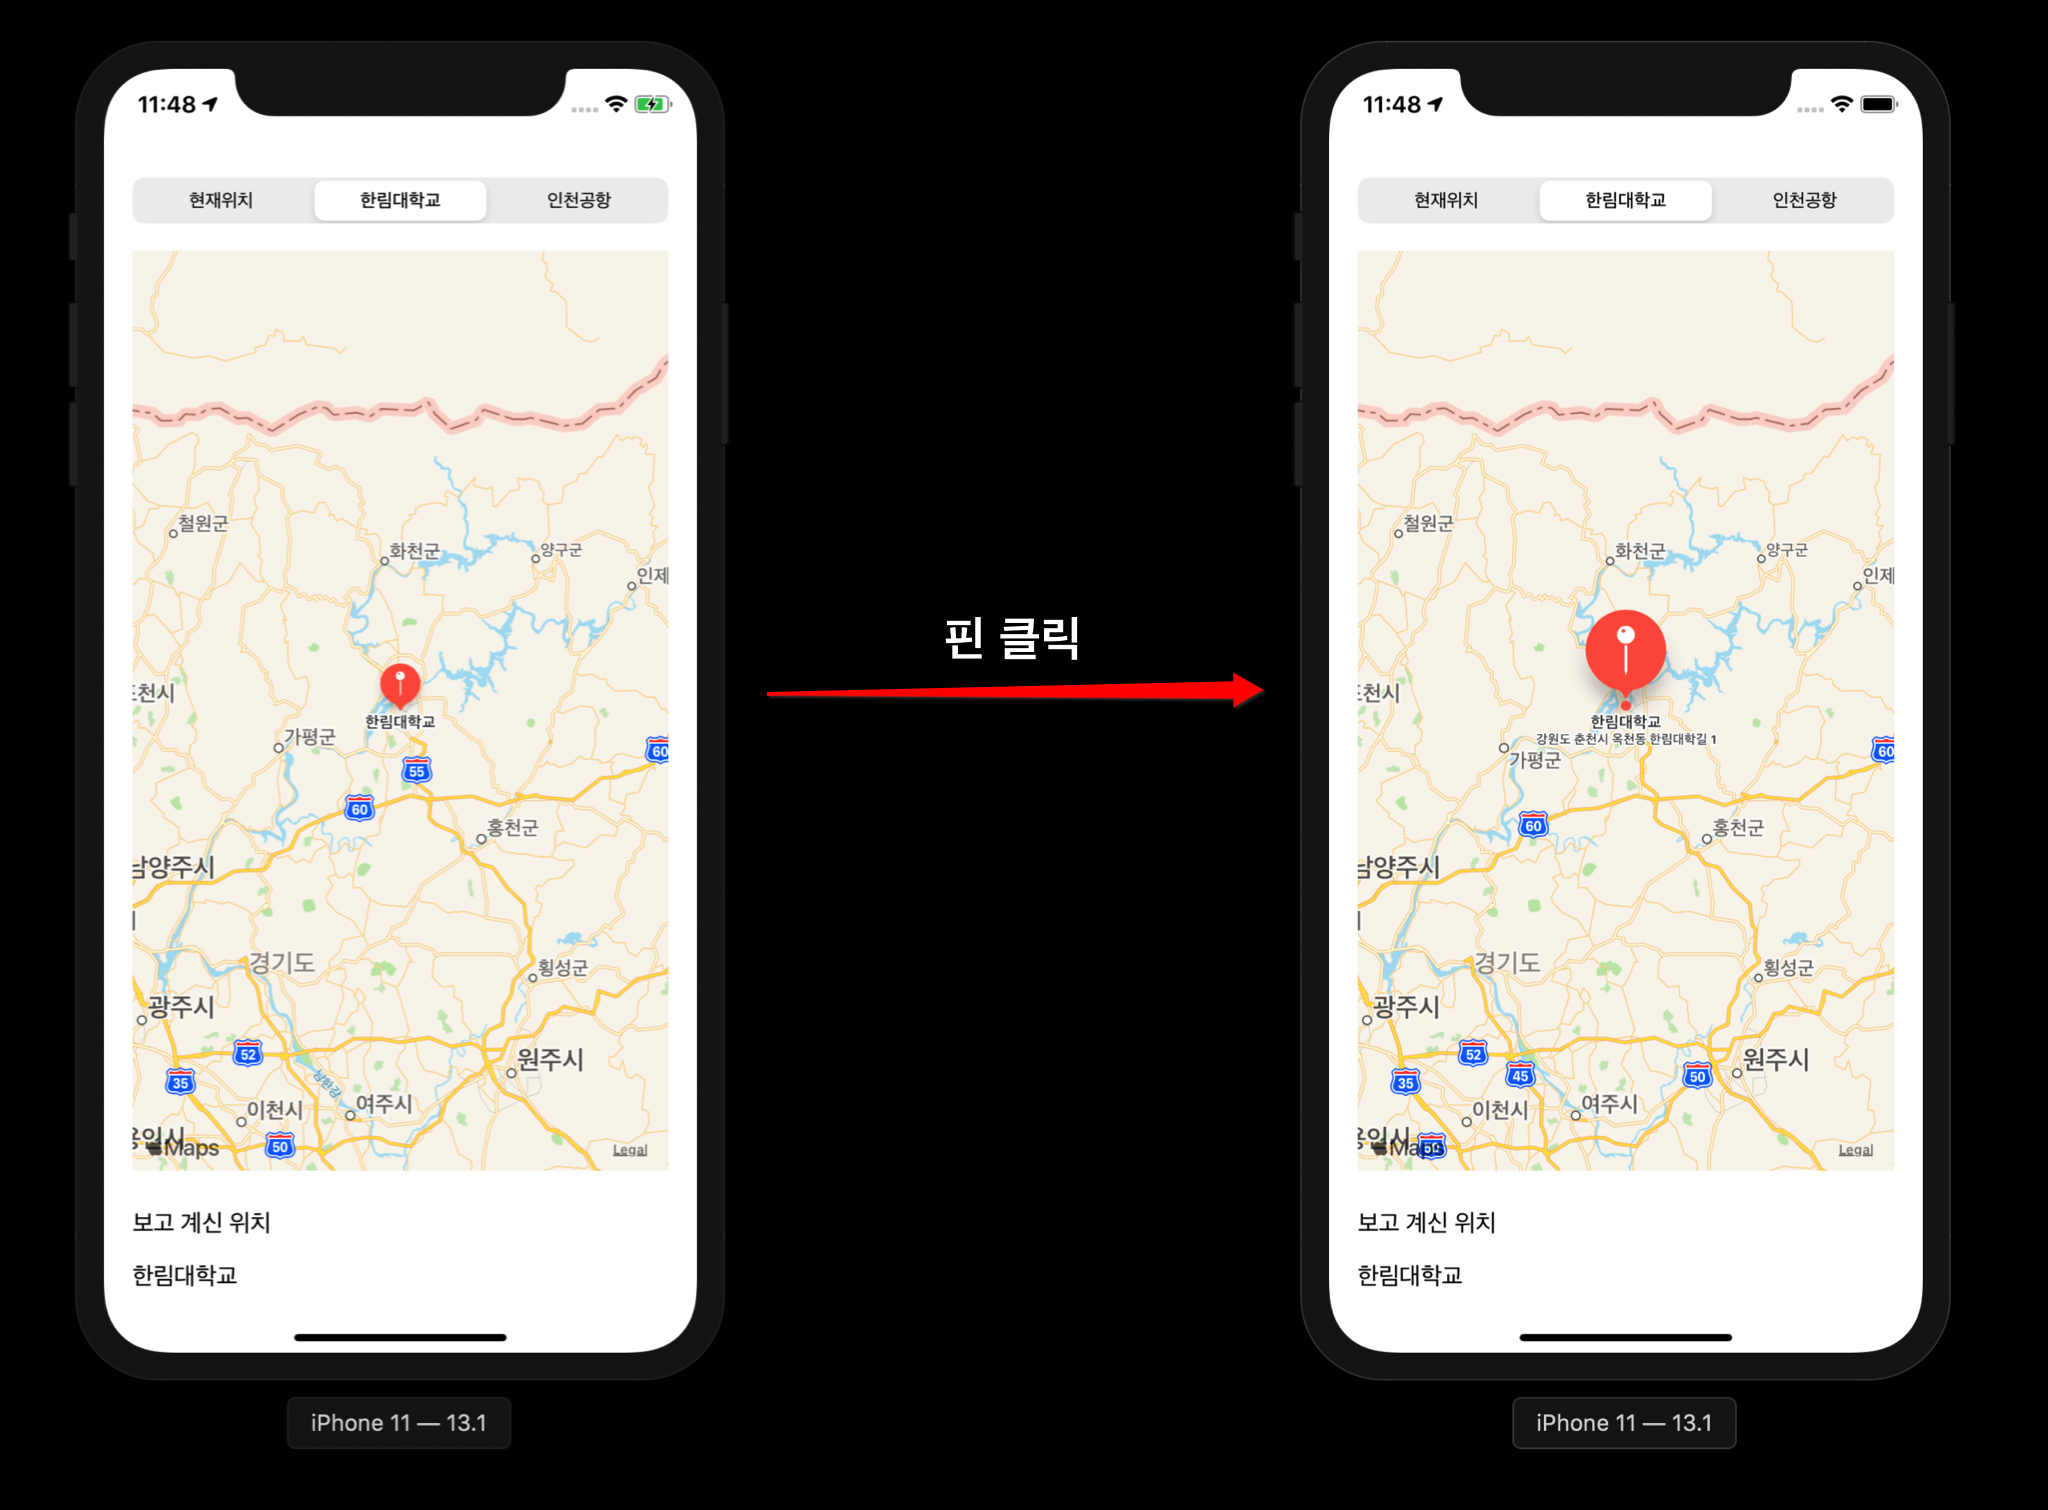 11:48
현재위치 한림대학교 인천공항
철원군
화천군
양구군
인제
천시
한림대학교
가평군
55
60
60
홍천군
남양주시
경기도
횡성군
광주시
52
원주시
35
남한강
이천시
여주시
50
Maps
Legal
보고 계신 위치
한림대학교
iPhone 11 — 13.1
핀 클릭
11:48
현재위치 한림대학교 인천공항
철원군
화천군
양구군
인제
천시
한림대학교
강원도 춘천시 옥천동 한림대학길 1
가평군
60
60
홍천군
남양주시
경기도
횡성군
광주시
52
원주시
35
45
50
이천시
여주시
Maps
Legal
보고 계신 위치
한림대학교
iPhone 11 — 13.1